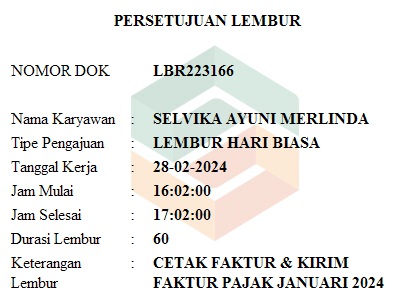 PERSETUJUAN LEMBUR
NOMOR DOK LBR223166
Nama Karyawan : SELVIKA AYUNI MERLINDA
Tipe Pengajuan : LEMBUR HARI BIASA
Tanggal Kerja : 28-02-2024
Jam Mulai : 16:02:00
Jam Selesai : 17:02:00
Durasi Lembur : 60
Keterangan : CETAK FAKTUR & KIRIM
Lembur FAKTUR PAJAK JANUARI 2024